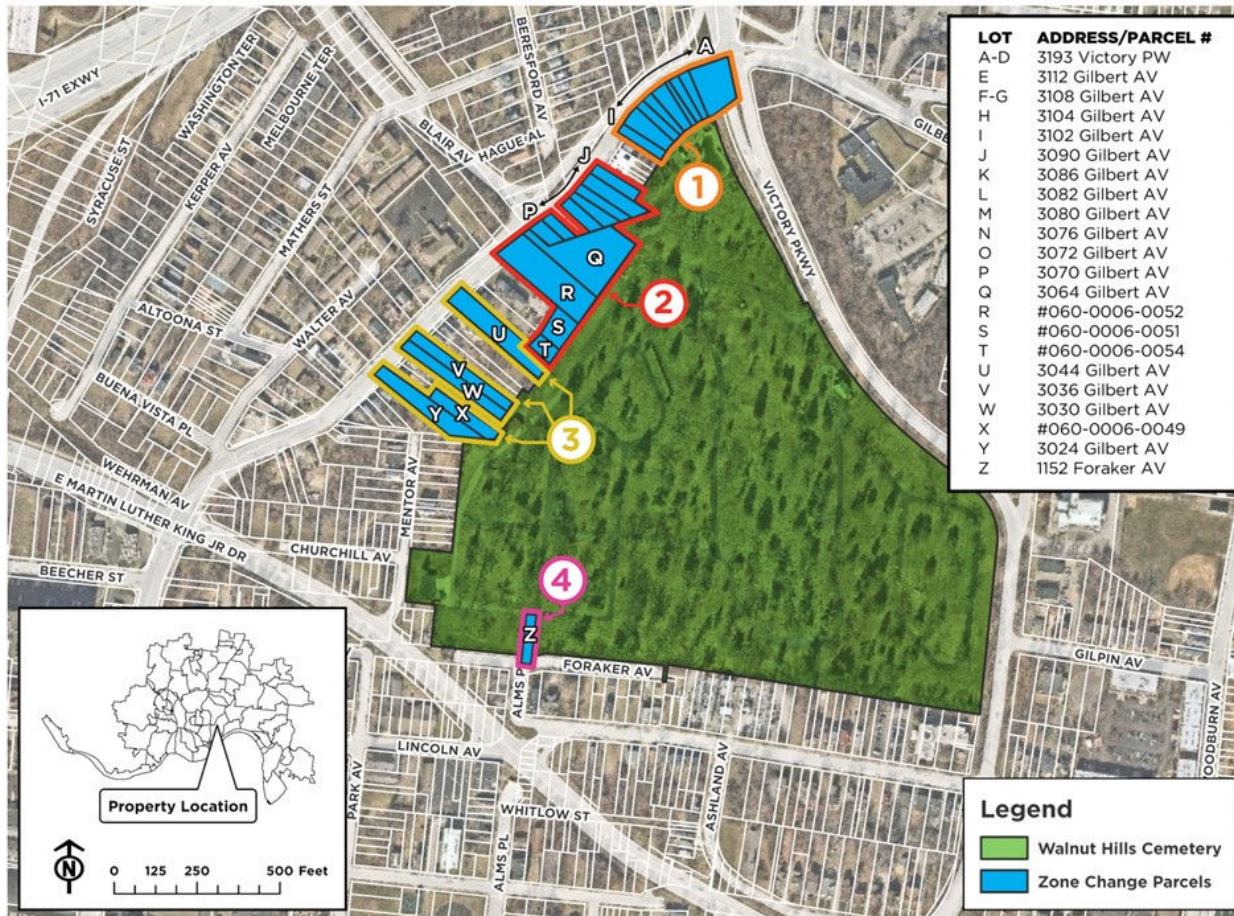 I-71 EXWY
WASHINGTON TER
MELBOURNE TER
SYRACUSE ST
KERPER AV
MATHERS ST
BERESFORD AV
BLAIR AV
HAGUE AL
WALTER AV
ALTOONA ST
BUENA VISTA PL
WEHRMAN AV
E MARTIN LUTHER KING JR DR
BEECHER ST
CHURCHILL AV
MENTOR AV
VICTORY PKWY
FORAKER AV
ALMS P
LINCOLN AV
WHITLOW ST
ALMS PL
PARK AV
ASHLAND AV
GILPIN AV
A
I
J
P
Q
R
S
T
U
V
W
X
Y
Z
1
2
3
4
LOT ADDRESS/PARCEL #
A-D 3193 Victory PW
E 3112 Gilbert AV
F-G 3108 Gilbert AV
H 3104 Gilbert AV
I 3102 Gilbert AV
J 3090 Gilbert AV
K 3086 Gilbert AV
L 3082 Gilbert AV
M 3080 Gilbert AV
N 3076 Gilbert AV
O 3072 Gilbert AV
P 3070 Gilbert AV
Q 3064 Gilbert AV
R #060-0006-0052
S #060-0006-0051
T #060-0006-0054
U 3044 Gilbert AV
V 3036 Gilbert AV
W 3030 Gilbert AV
X #060-0006-0049
Y 3024 Gilbert AV
Z 1152 Foraker AV
Property Location
N
0 125 250 500 Feet
Legend
Walnut Hills Cemetery
Zone Change Parcels